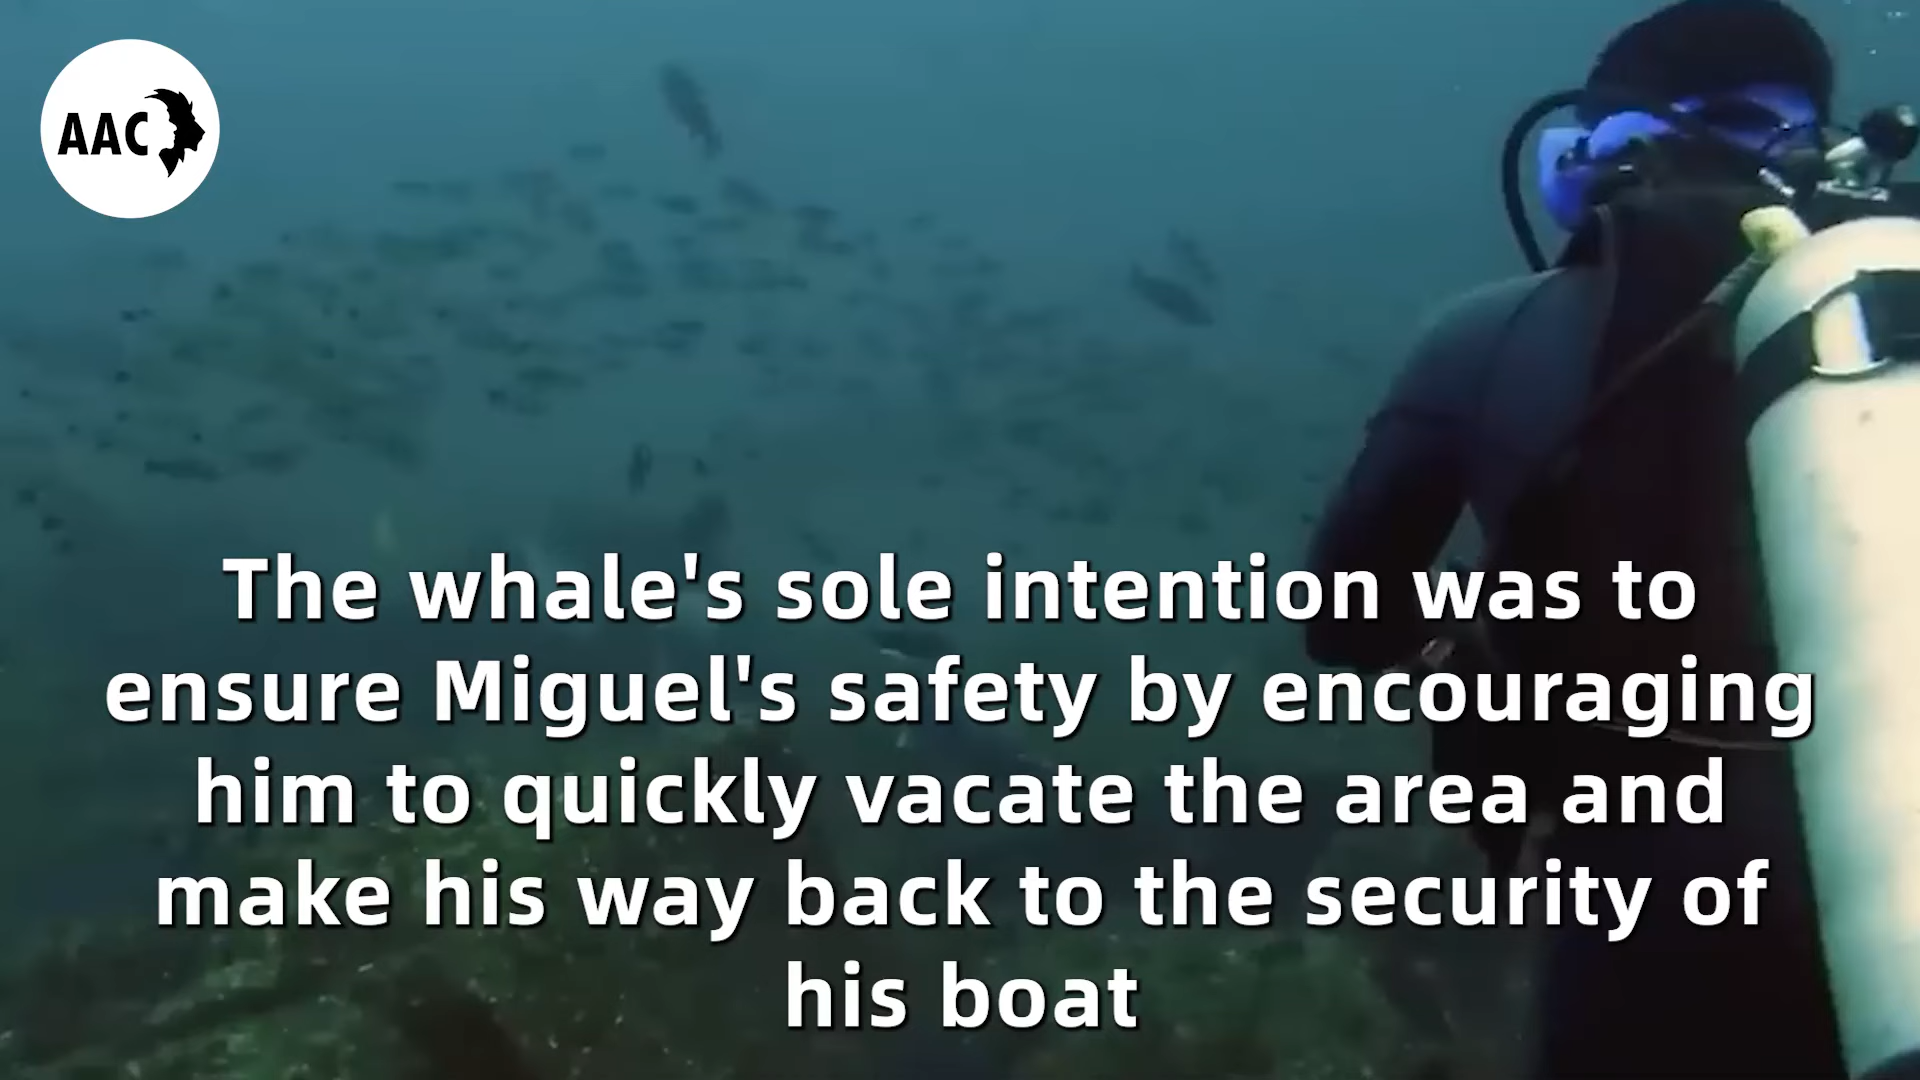 AAC
The whale's sole intention was to
ensure Miguel's safety by encouraging
him to quickly vacate the area and
make his way back to the security of
his boat